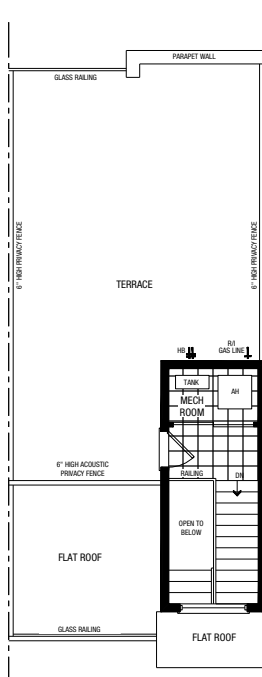 PARAPET WALL
GLASS RAILING
6" HIGH PRIVACY FENCE
6" HIGH PRIVACY FENCE
TERRACE
HB
R/I
GAS LINE
TANK
AH
MECH
ROOM
6" HIGH ACOUSTIC
PRIVACY FENCE
RAILING
DN
OPEN TO
BELOW
FLAT ROOF
GLASS RAILING
FLAT ROOF